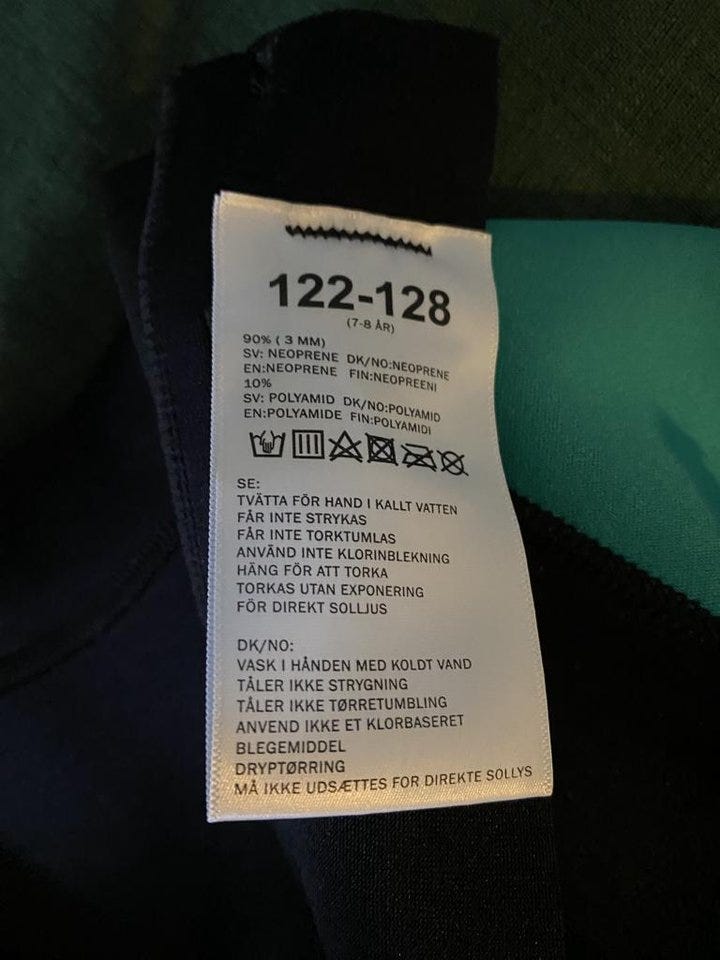 122-128
(7-8 ÅR)
90% ( 3 MM)
SV: NEOPRENE DK/NO:NEOPRENE
EN:NEOPRENE FIN:NEOPREENI
10%
SV: POLYAMID DK/NO:POLYAMID
EN:POLYAMIDE FIN:POLYAMIDI
SE:
TVÄTTA FÖR HAND I KALLT VATTEN
FÅR INTE STRYKAS
FÅR INTE TORKTUMLAS
ANVÄND INTE KLORINBLEKNING
HÄNG FÖR ATT TORKA
TORKAS UTAN EXPONERING
FÖR DIREKT SOLLJUS
DK/NO:
VASK I HÅNDEN MED KOLDT VAND
TÅLER IKKE STRYGNING
TÅLER IKKE TØRRETUMBLING
ANVEND IKKE ET KLORBASERET
BLEGEMIDDEL
DRYPTØRRING
MÅ IKKE UDSÆTTES FOR DIREKTE SOLLYS